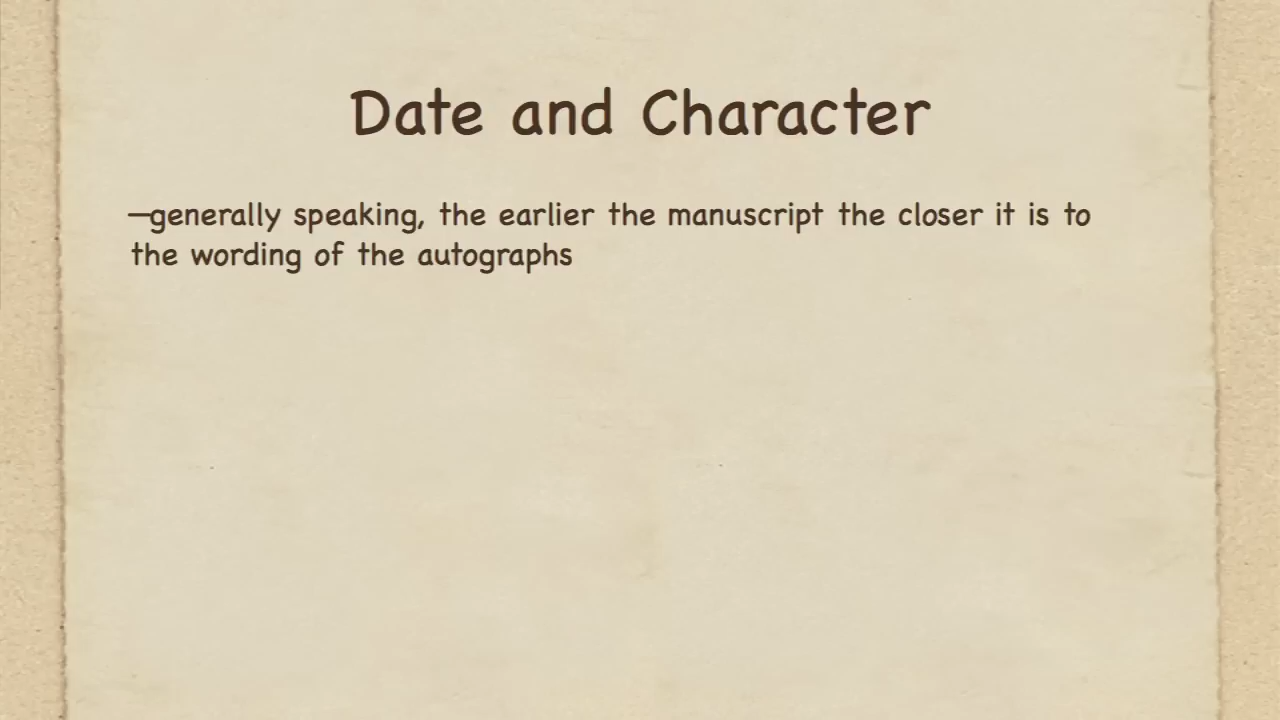 Date and Character
—generally speaking, the earlier the manuscript the closer it is to
the wording of the autographs